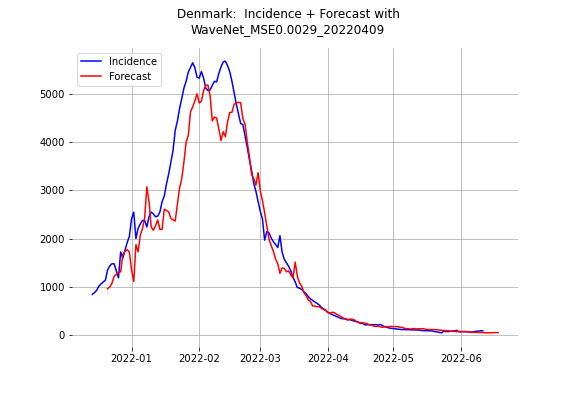 Denmark: Incidence + Forecast with
WaveNet_MSE0.0029_20220409
Incidence
Forecast
5000
4000
3000
2000
1000
0
2022-01 2022-02 2022-03 2022-04 2022-05 2022-06